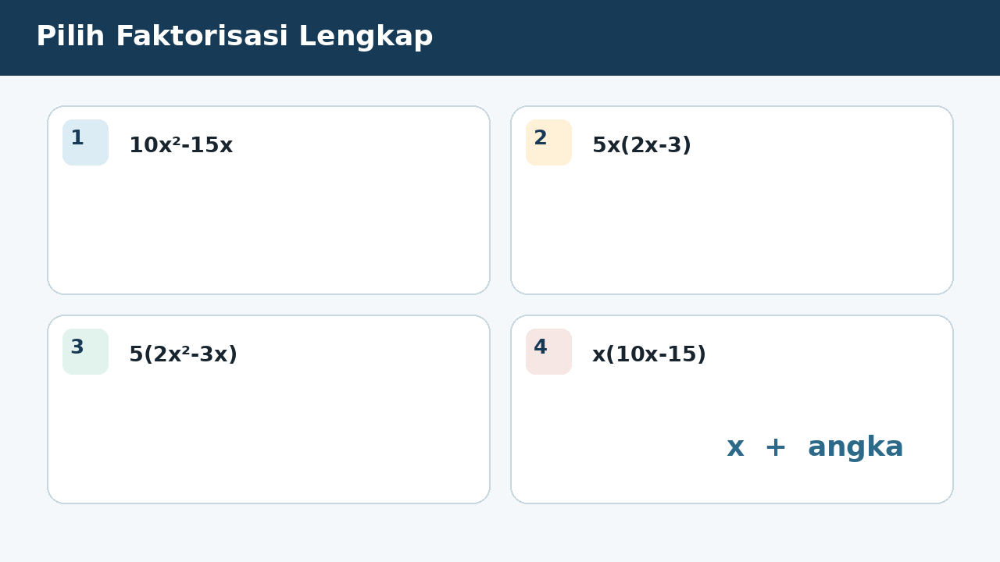 Pilih Faktorisasi Lengkap
1 10x²-15x
2 5x(2x-3)
3 5(2x²-3x)
4 x(10x-15)
x + angka